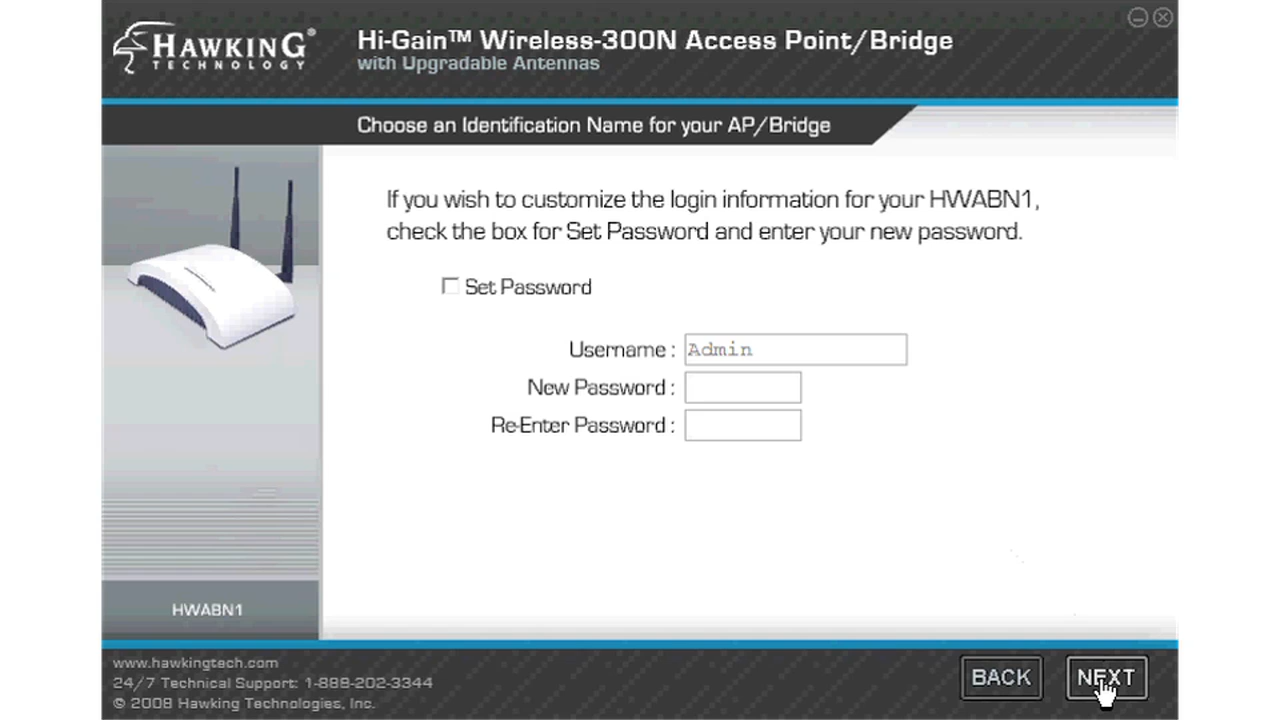 HAWKING®
TECHNOLOGY
Hi-Gain™ Wireless-300N Access Point/Bridge
with Upgradable Antennas
Choose an Identification Name for your AP/Bridge
If you wish to customize the login information for your HWABN1,
check the box for Set Password and enter your new password.
Set Password
Username : Admin
New Password :
Re-Enter Password :
HWABN1
www.hawkingtech.com
24/7 Technical Support: 1-888-202-3344
© 2008 Hawking Technologies, Inc.
BACK NEXT